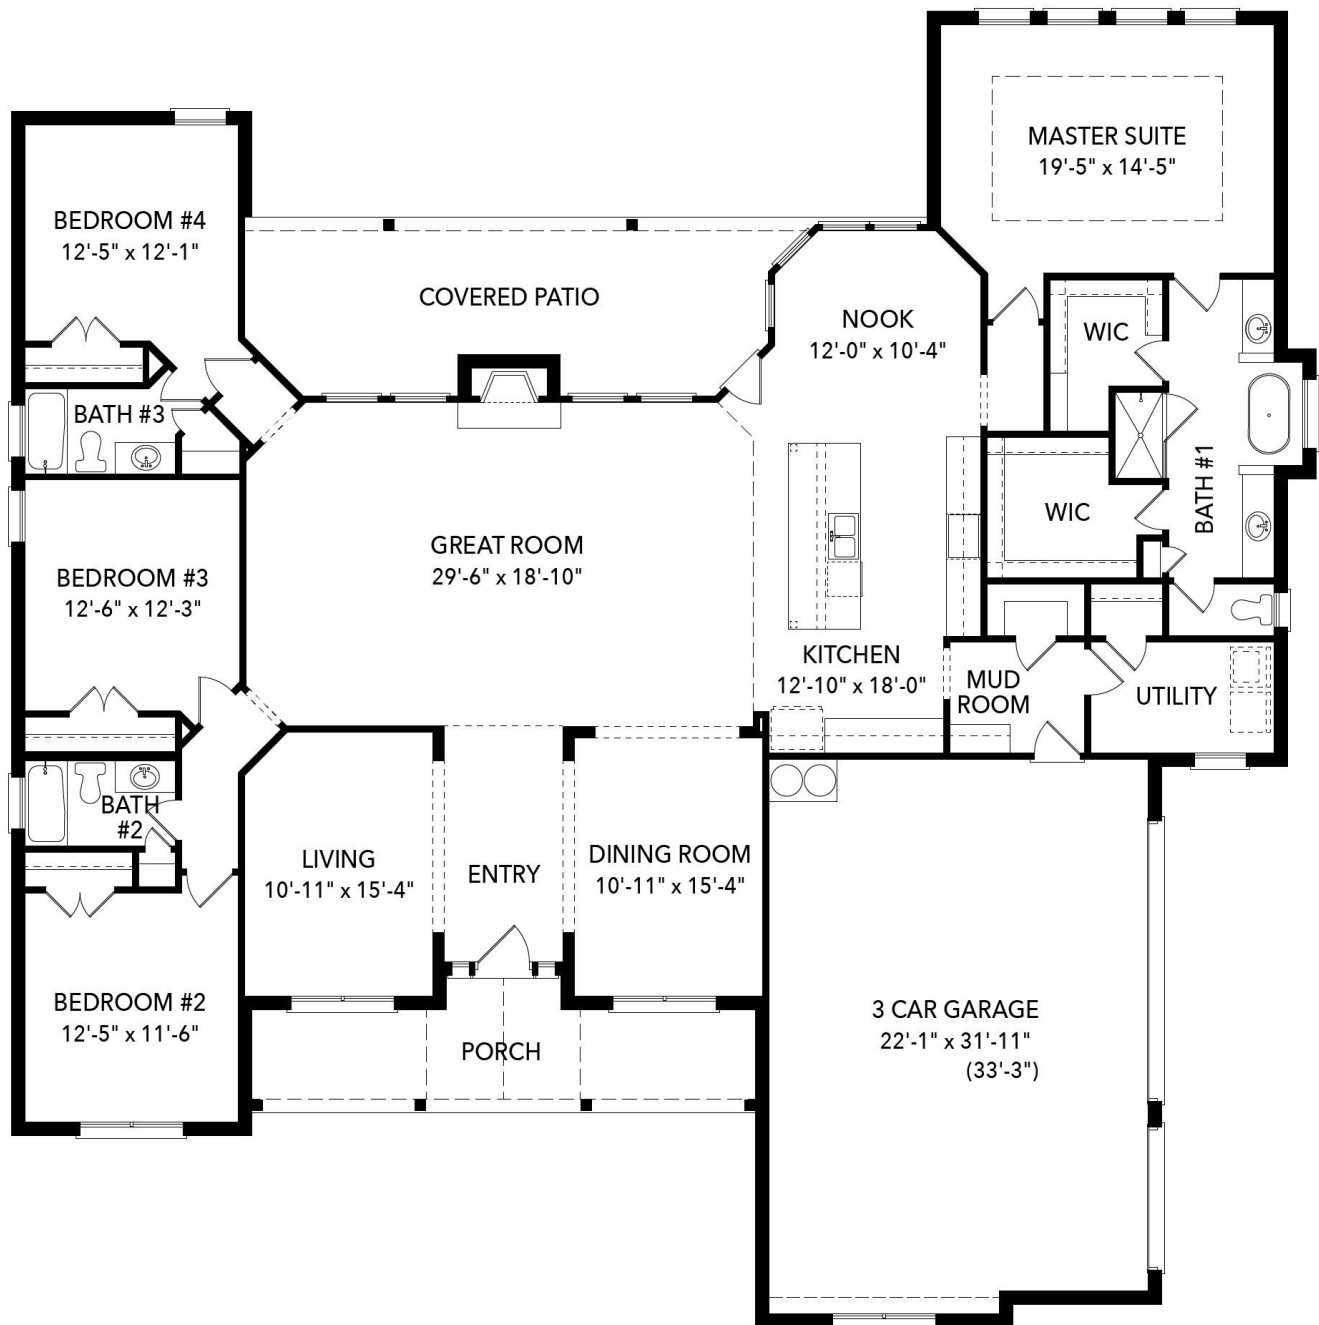 MASTER SUITE
19'-5" x 14'-5"
BEDROOM #4
12'-5" x 12'-1"
COVERED PATIO
NOOK
12'-0" x 10'-4"
WIC
BATH #3
BATH #1
WIC
GREAT ROOM
29'-6" x 18'-10"
BEDROOM #3
12'-6" x 12'-3"
KITCHEN
12'-10" x 18'-0"
MUD
ROOM
UTILITY
BATH
#2
LIVING
10'-11" x 15'-4"
ENTRY
DINING ROOM
10'-11" x 15'-4"
BEDROOM #2
12'-5" x 11'-6"
PORCH
3 CAR GARAGE
22'-1" x 31'-11"
(33'-3")